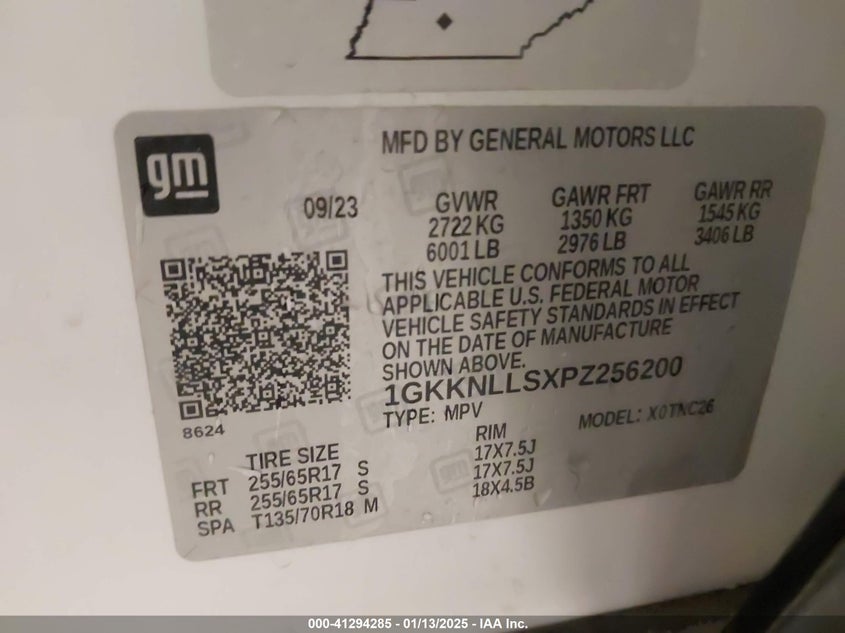 gm
MFD BY GENERAL MOTORS LLC
09/23
GVWR GAWR FRT GAWR RR
2722 KG 1350 KG 1545 KG
6001 LB 2976 LB 3406 LB
THIS VEHICLE CONFORMS TO ALL
APPLICABLE U.S. FEDERAL MOTOR
VEHICLE SAFETY STANDARDS IN EFFECT
ON THE DATE OF MANUFACTURE
SHOWN ABOVE.
1GKKNLLSXPZ256200
TYPE: MPV MODEL: X0TNC26
8624
TIRE SIZE RIM
FRT 255/65R17 S 17X7.5J
RR 255/65R17 S 17X7.5J
SPA T135/70R18 M 18X4.5B
000-41294285 - 01/13/2025 - IAA Holdings, LLC.